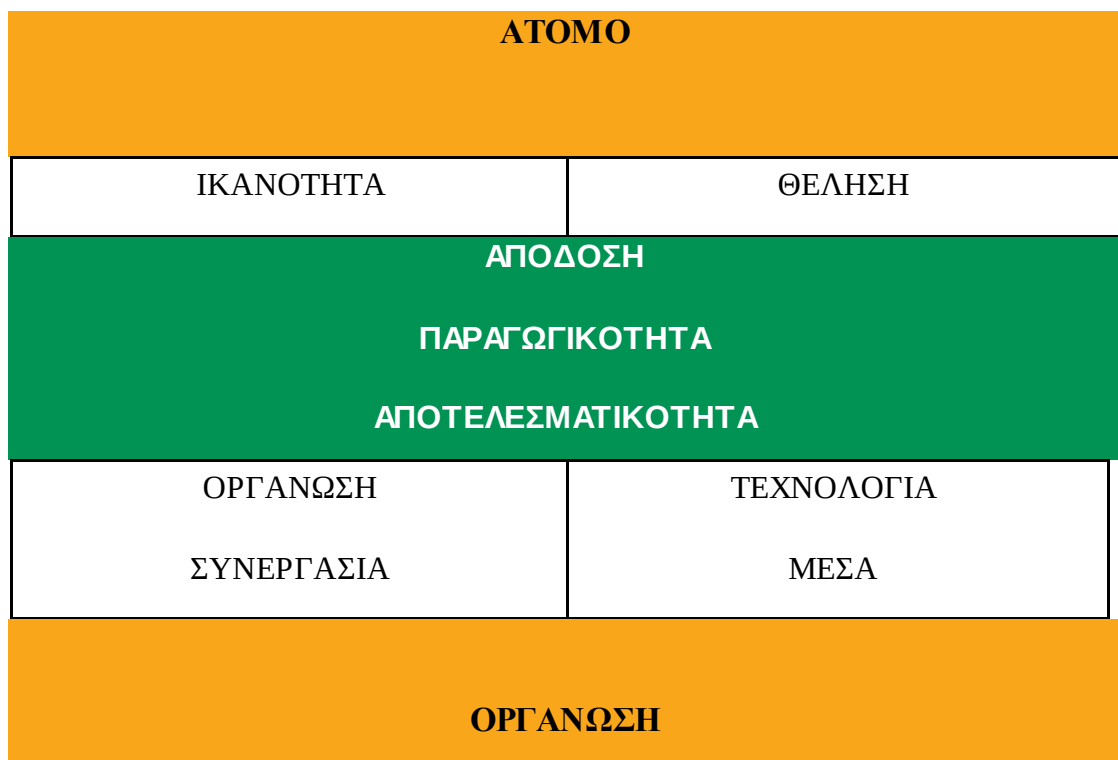 ΑΤΟΜΟ
ΙΚΑΝΟΤΗΤΑ ΘΕΛΗΣΗ
ΑΠΟΔΟΣΗ
ΠΑΡΑΓΩΓΙΚΟΤΗΤΑ
ΑΠΟΤΕΛΕΣΜΑΤΙΚΟΤΗΤΑ
ΟΡΓΑΝΩΣΗ ΤΕΧΝΟΛΟΓΙΑ
ΣΥΝΕΡΓΑΣΙΑ ΜΕΣΑ
ΟΡΓΑΝΩΣΗ